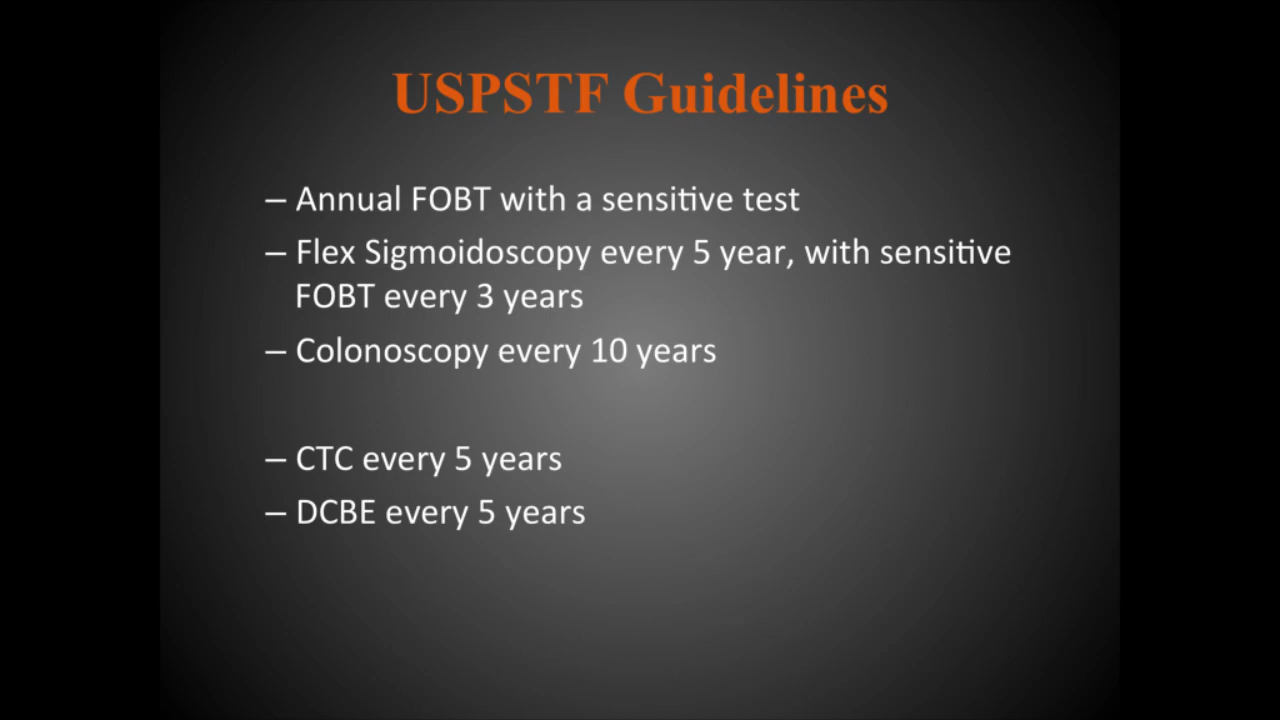 USPSTF Guidelines
– Annual FOBT with a sensitive test
– Flex Sigmoidoscopy every 5 year, with sensitive
FOBT every 3 years
– Colonoscopy every 10 years
– CTC every 5 years
– DCBE every 5 years